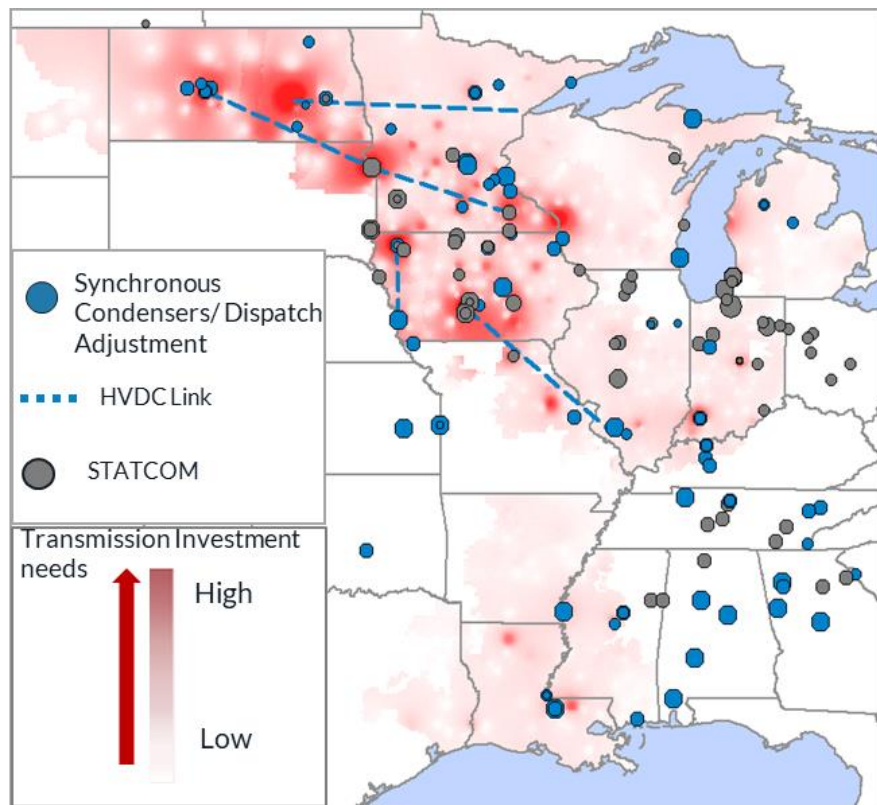 Synchronous
Condensers/ Dispatch
Adjustment
HVDC Link
STATCOM
Transmission Investment
needs
High
Low